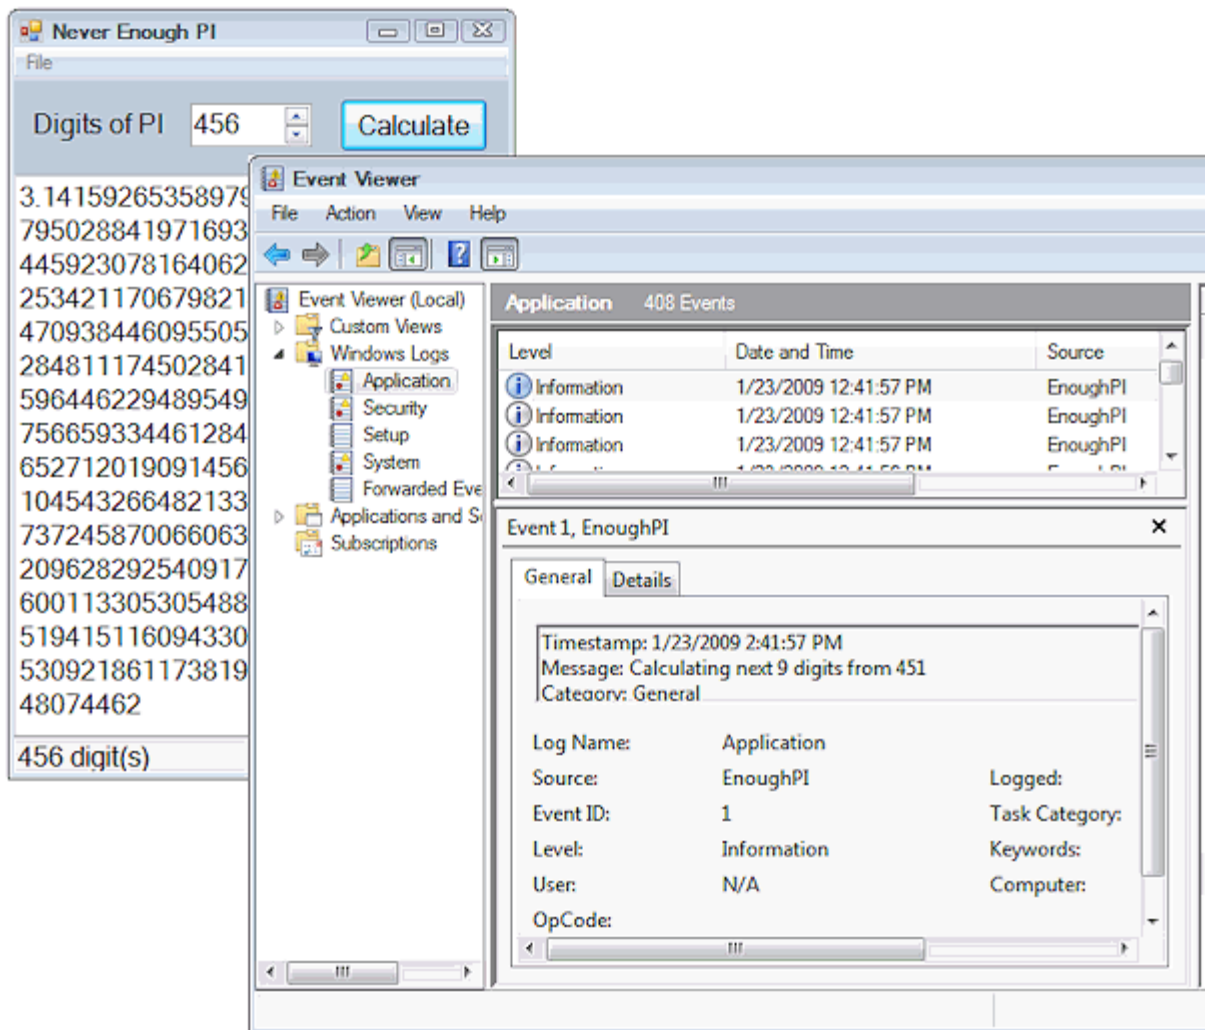 Never Enough PI
File
Digits of PI 456 Calculate
3.14159265358979
795028841971693
445923078164062
253421170679821
470938446095505
284811174502841
596446229489549
756659334461284
652712019091456
104543266482133
737245870066063
209628292540917
600113305305488
519415116094330
530921861173819
48074462
456 digit(s)
Event Viewer
File Action View Help
Event Viewer (Local)
Custom Views
Windows Logs
Application
Security
Setup
System
Forwarded Eve
Applications and S
Subscriptions
Application 408 Events
Level Date and Time Source
Information 1/23/2009 12:41:57 PM EnoughPI
Information 1/23/2009 12:41:57 PM EnoughPI
Information 1/23/2009 12:41:57 PM EnoughPI
Event 1, EnoughPI
General Details
Timestamp: 1/23/2009 2:41:57 PM
Message: Calculating next 9 digits from 451
Category: General
Log Name: Application
Source: EnoughPI Logged:
Event ID: 1 Task Category:
Level: Information Keywords:
User: N/A Computer:
OpCode: